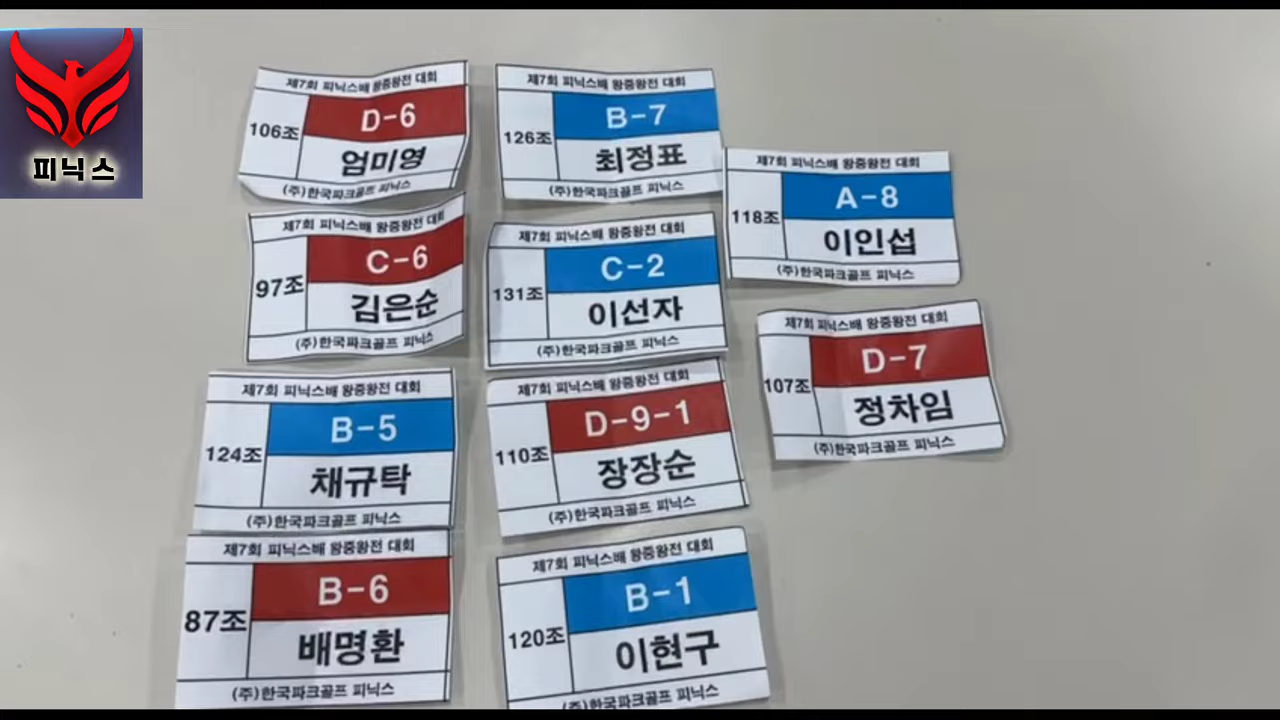 피닉스
제7회 피닉스배 왕중왕전 대회
106조
D-6
엄미영
(주)한국파크골프 피닉스
제7회 피닉스배 왕중왕전 대회
97조
C-6
김은순
(주)한국파크골프 피닉스
제7회 피닉스배 왕중왕전 대회
124조
B-5
채규탁
(주)한국파크골프 피닉스
제7회 피닉스배 왕중왕전 대회
87조
B-6
배명환
(주)한국파크골프 피닉스
제7회 피닉스배 왕중왕전 대회
126조
B-7
최정표
(주)한국파크골프 피닉스
제7회 피닉스배 왕중왕전 대회
131조
C-2
이선자
(주)한국파크골프 피닉스
제7회 피닉스배 왕중왕전 대회
110조
D-9-1
장장순
(주)한국파크골프 피닉스
제7회 피닉스배 왕중왕전 대회
120조
B-1
이현구
(주)한국파크골프 피닉스
제7회 피닉스배 왕중왕전 대회
118조
A-8
이인섭
(주)한국파크골프 피닉스
제7회 피닉스배 왕중왕전 대회
107조
D-7
정차임
(주)한국파크골프 피닉스